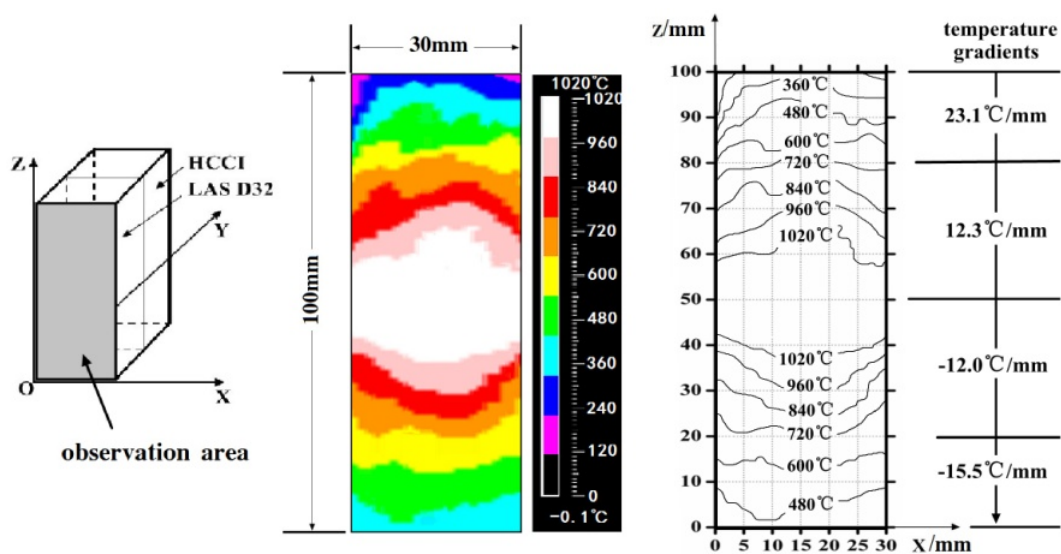 Z
HCCI
LAS D32
Y
O
X
observation area
30mm
100mm
1020℃
1020
960
840
720
600
480
360
240
120
0
-0.1℃
Z/mm
100
90
80
70
60
50
40
30
20
10
0
360℃
480℃
600℃
720℃
840℃
960℃
1020℃
1020℃
960℃
840℃
720℃
600℃
480℃
0 5 10 15 20 25 30
X/mm
temperature
gradients
23.1℃/mm
12.3℃/mm
-12.0℃/mm
-15.5℃/mm